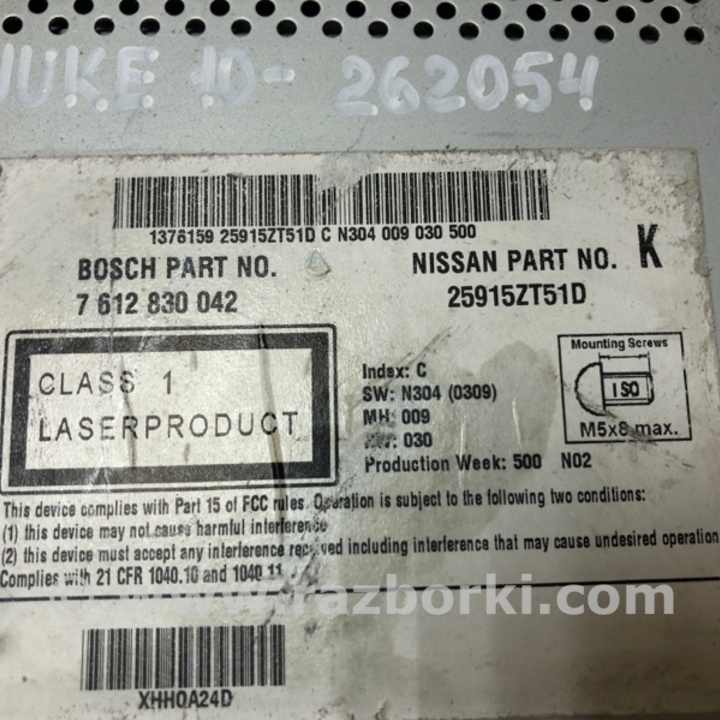 JUKE 10- 262054
1376159 25915ZT51D C N304 009 030 500
BOSCH PART NO.
7 612 830 042
NISSAN PART NO. K
25915ZT51D
CLASS 1
LASERPRODUCT
Index: C
SW: N304 (0309)
MH: 009
030
Production Week: 500 N02
Mounting Screws
ISO
M5x8 max.
This device complies with Part 15 of FCC rules. Operation is subject to the following two conditions:
(1) this device may not cause harmful interference
(2) this device must accept any interference received including interference that may cause undesired operation
Complies with 21 CFR 1040.10 and 1040.11
www.razborki.com
XHHQA24D